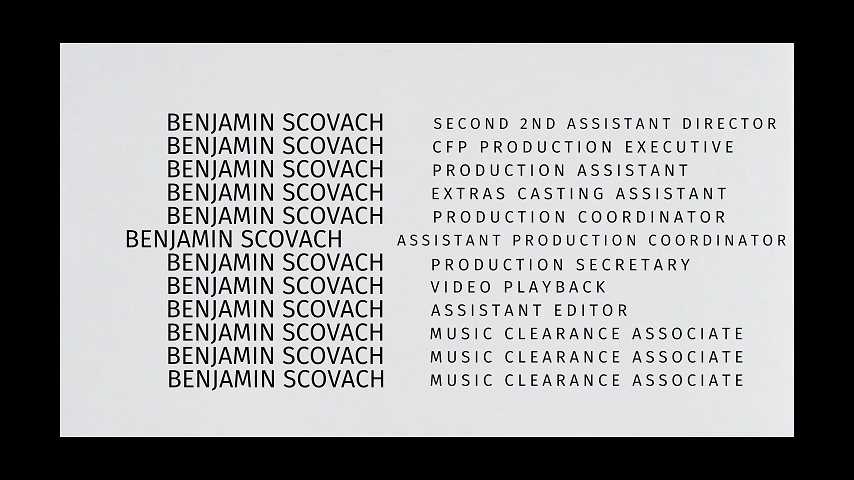 BENJAMIN SCOVACH SECOND 2ND ASSISTANT DIRECTOR
BENJAMIN SCOVACH CFP PRODUCTION EXECUTIVE
BENJAMIN SCOVACH PRODUCTION ASSISTANT
BENJAMIN SCOVACH EXTRAS CASTING ASSISTANT
BENJAMIN SCOVACH PRODUCTION COORDINATOR
BENJAMIN SCOVACH ASSISTANT PRODUCTION COORDINATOR
BENJAMIN SCOVACH PRODUCTION SECRETARY
BENJAMIN SCOVACH VIDEO PLAYBACK
BENJAMIN SCOVACH ASSISTANT EDITOR
BENJAMIN SCOVACH MUSIC CLEARANCE ASSOCIATE
BENJAMIN SCOVACH MUSIC CLEARANCE ASSOCIATE
BENJAMIN SCOVACH MUSIC CLEARANCE ASSOCIATE